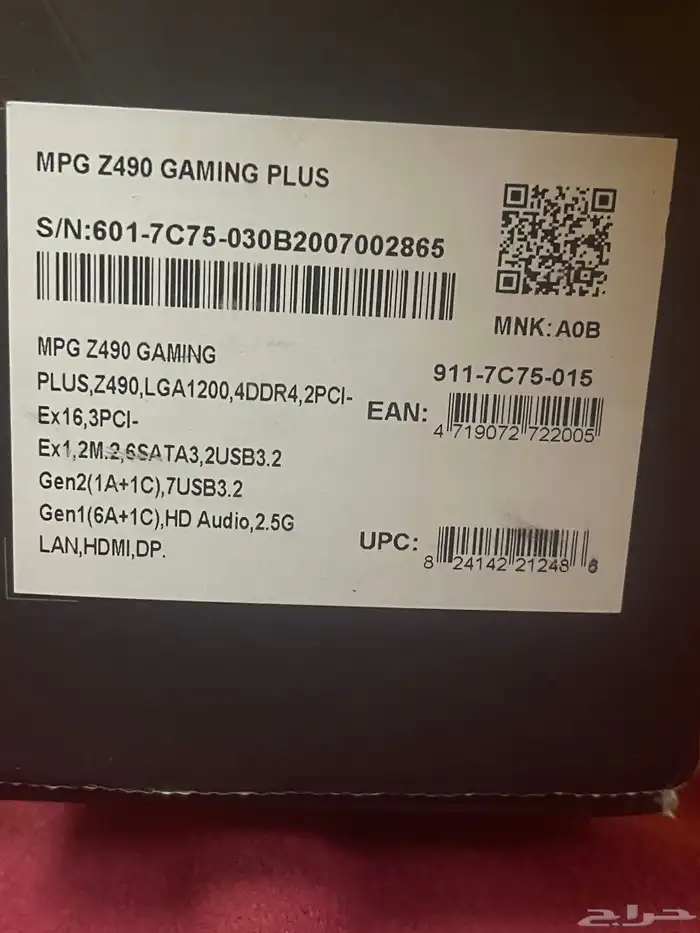 MPG Z490 GAMING PLUS
S/N:601-7C75-030B2007002865
MNK:A0B
MPG Z490 GAMING
PLUS,Z490,LGA1200,4DDR4,2PCI-
Ex16,3PCI-
Ex1,2M.2,6SATA3,2USB3.2
Gen2(1A+1C),7USB3.2
Gen1(6A+1C),HD Audio,2.5G
LAN,HDMI,DP.
911-7C75-015
EAN:
4 719072 722005
UPC:
8 24142 21248 6
حراج